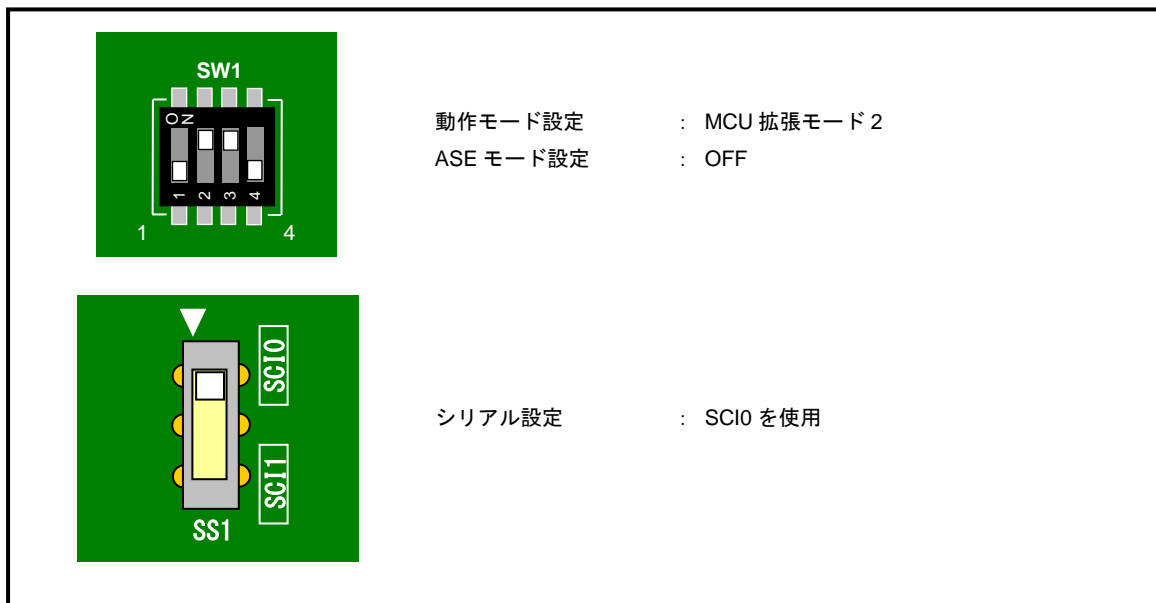 SW1
ON
1 2 3 4
1 4
動作モード設定 : MCU 拡張モード 2
ASE モード設定 : OFF
SCI0
SCI1
SS1
シリアル設定 : SCI0 を使用